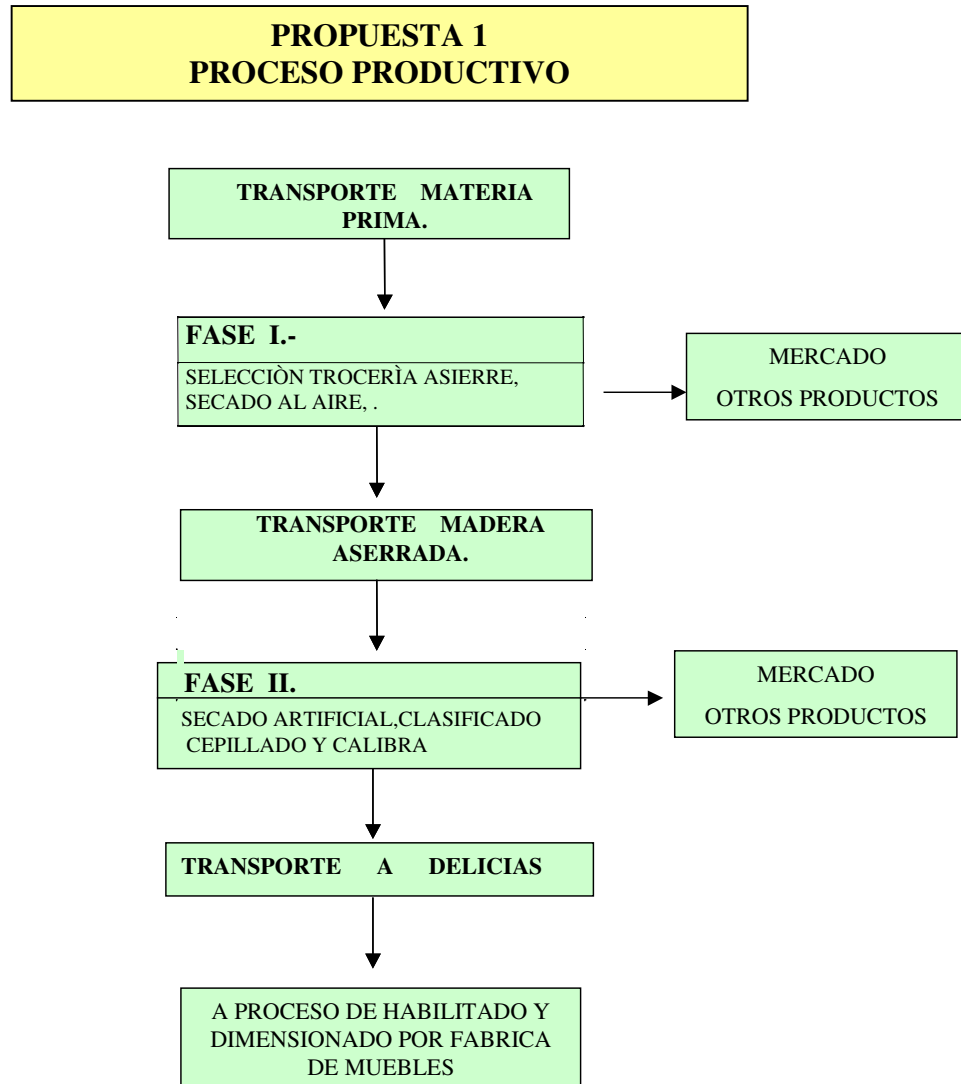 PROPUESTA 1
PROCESO PRODUCTIVO
TRANSPORTE MATERIA
PRIMA.
FASE I.-
SELECCIÒN TROCERÌA ASIERRE,
SECADO AL AIRE, .
MERCADO
OTROS PRODUCTOS
TRANSPORTE MADERA
ASERRADA.
FASE II.
SECADO ARTIFICIAL,CLASIFICADO
CEPILLADO Y CALIBRA
MERCADO
OTROS PRODUCTOS
TRANSPORTE A DELICIAS
A PROCESO DE HABILITADO Y
DIMENSIONADO POR FABRICA
DE MUEBLES